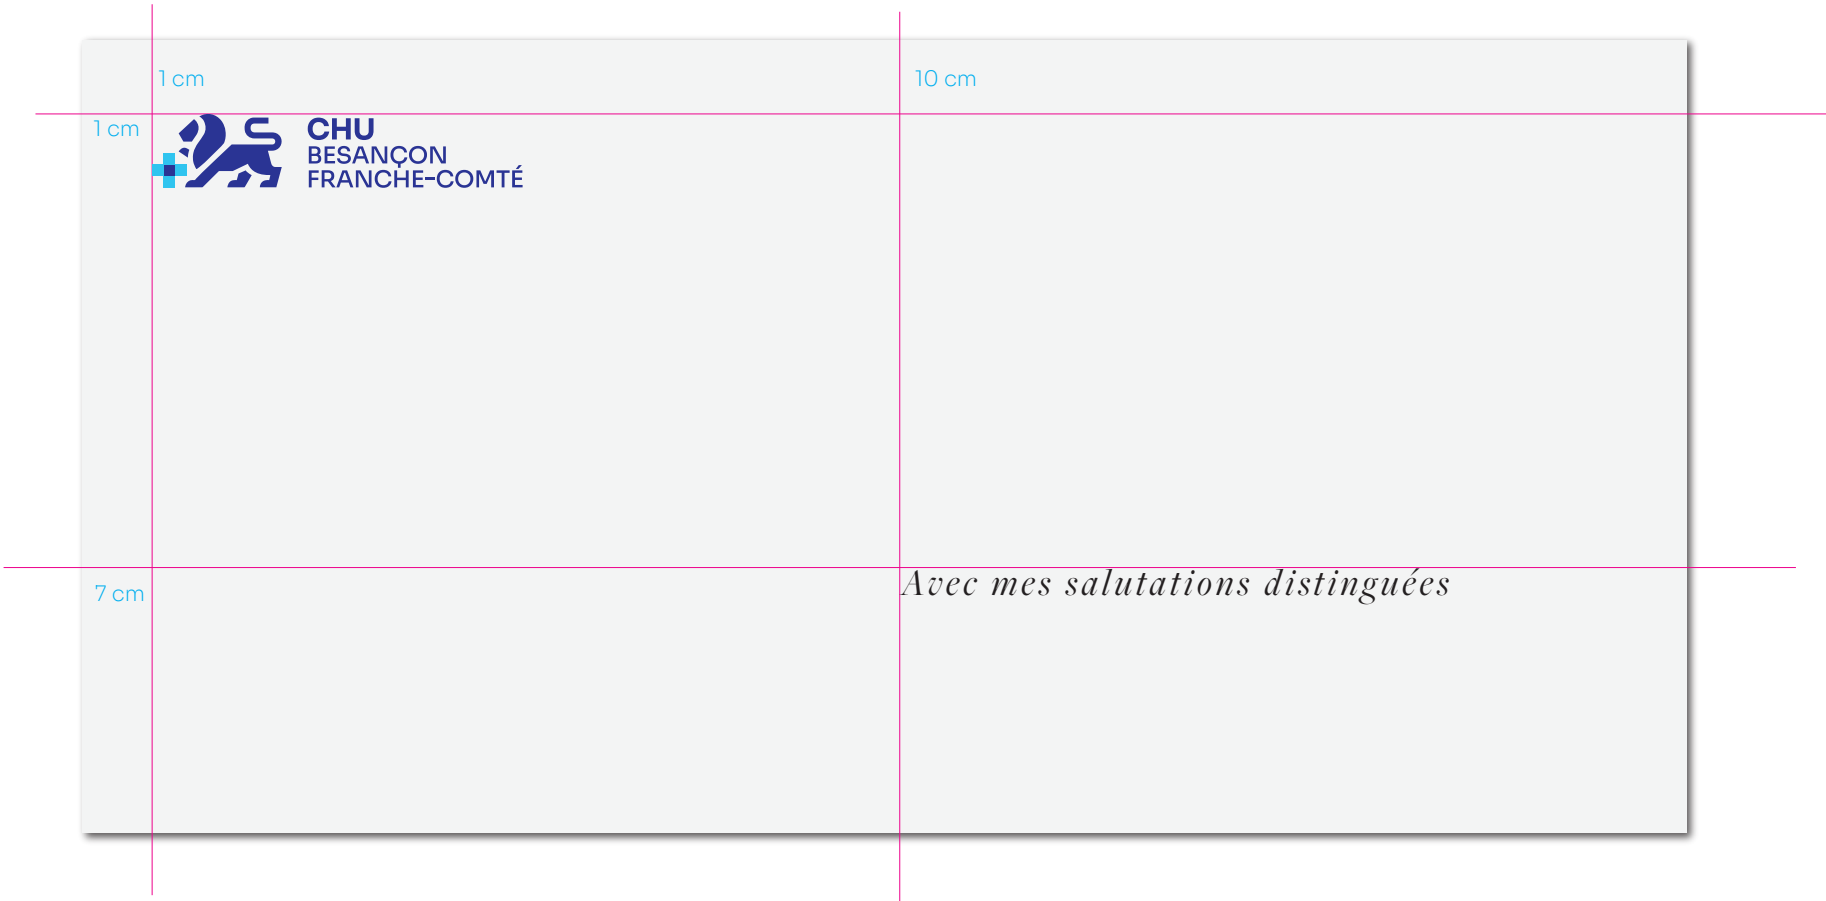 1 cm
10 cm
1 cm
CHU
BESANÇON
FRANCHE-COMTÉ
7 cm
Avec mes salutations distinguées